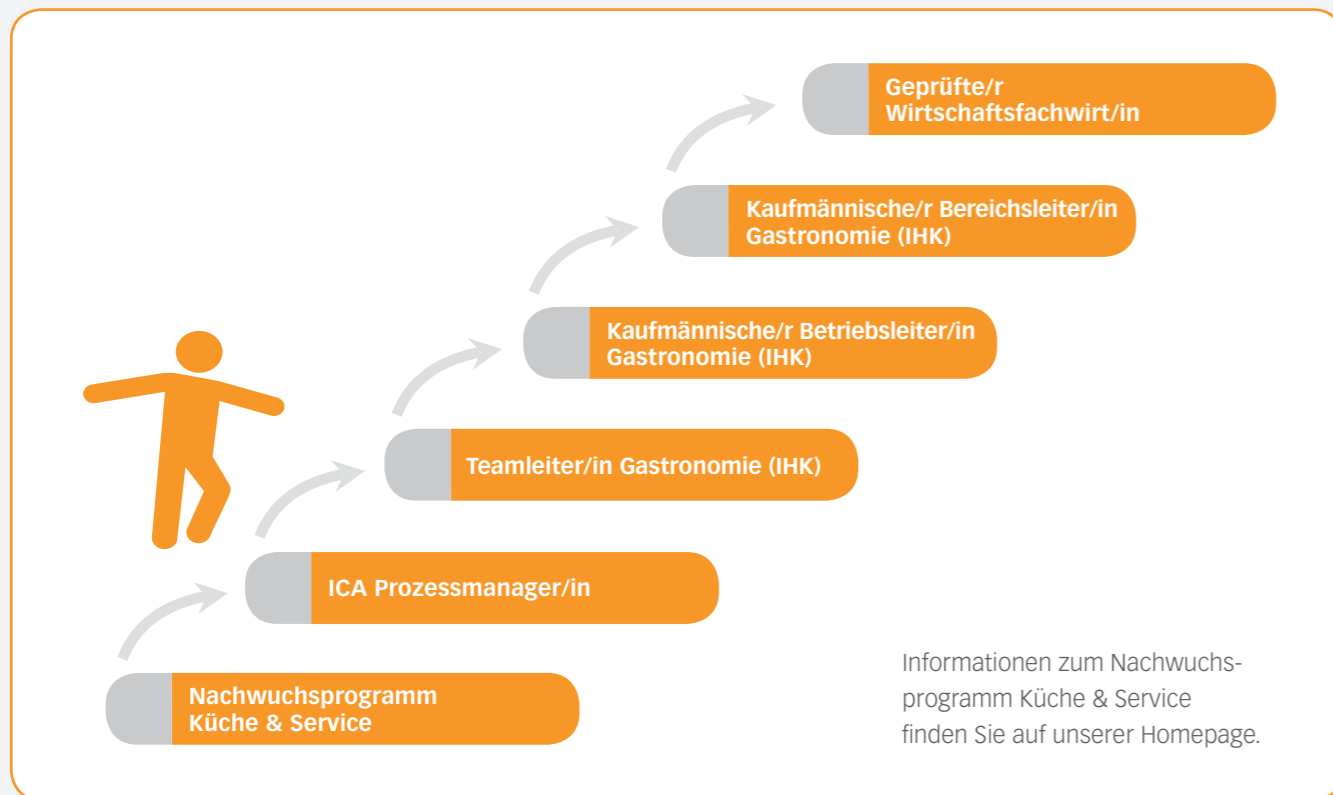 Geprüfte/r
Wirtschaftsfachwirt/in
Kaufmännische/r Bereichsleiter/in
Gastronomie (IHK)
Kaufmännische/r Betriebsleiter/in
Gastronomie (IHK)
Teamleiter/in Gastronomie (IHK)
ICA Prozessmanager/in
Nachwuchsprogramm
Küche & Service
Informationen zum Nachwuchs-
programm Küche & Service
finden Sie auf unserer Homepage.